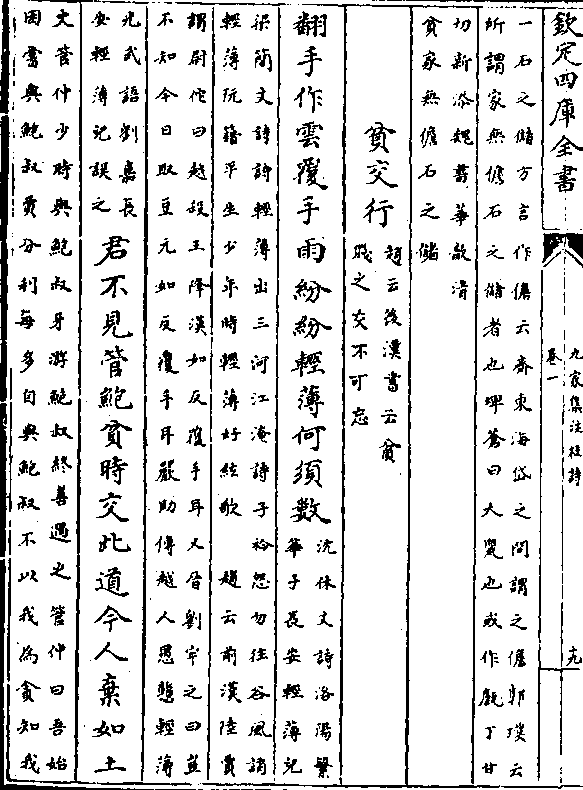 欽定四庫全書
九家集注杜詩
卷一
十九
一石之儲方言作儋云齊東海岱之間謂之儋郭璞云
所謂家無儋石之儲者也埤蒼曰大甖也或作甔丁甘
切新添魏書華歆清
貧家無儋石之儲
貧交行
趙云後漢書云貧
賤之交不可忘
翻手作雲覆手雨紛紛輕薄何須數
沈休文詩洛陽繁
華子長安輕薄兒
梁簡文詩詩輕薄出三河江淹詩子衿怨勿往谷風誚
輕薄阮籍平生少年時輕薄好絃歌 趙云前漢陸賈
謂尉佗曰越殺王降漢如反覆手耳又晉劉牢之曰
不知今日取豆元如反覆手耳嚴助傳越人愚戇輕薄
光武語劉嘉長
安輕薄兒誤之
君不見管鮑貧時交此道今人棄如土
文管仲少時與鮑叔牙游鮑叔終善遇之管仲曰吾始
困嘗與鮑叔賈分利每多自與鮑叔不以我為貪知我